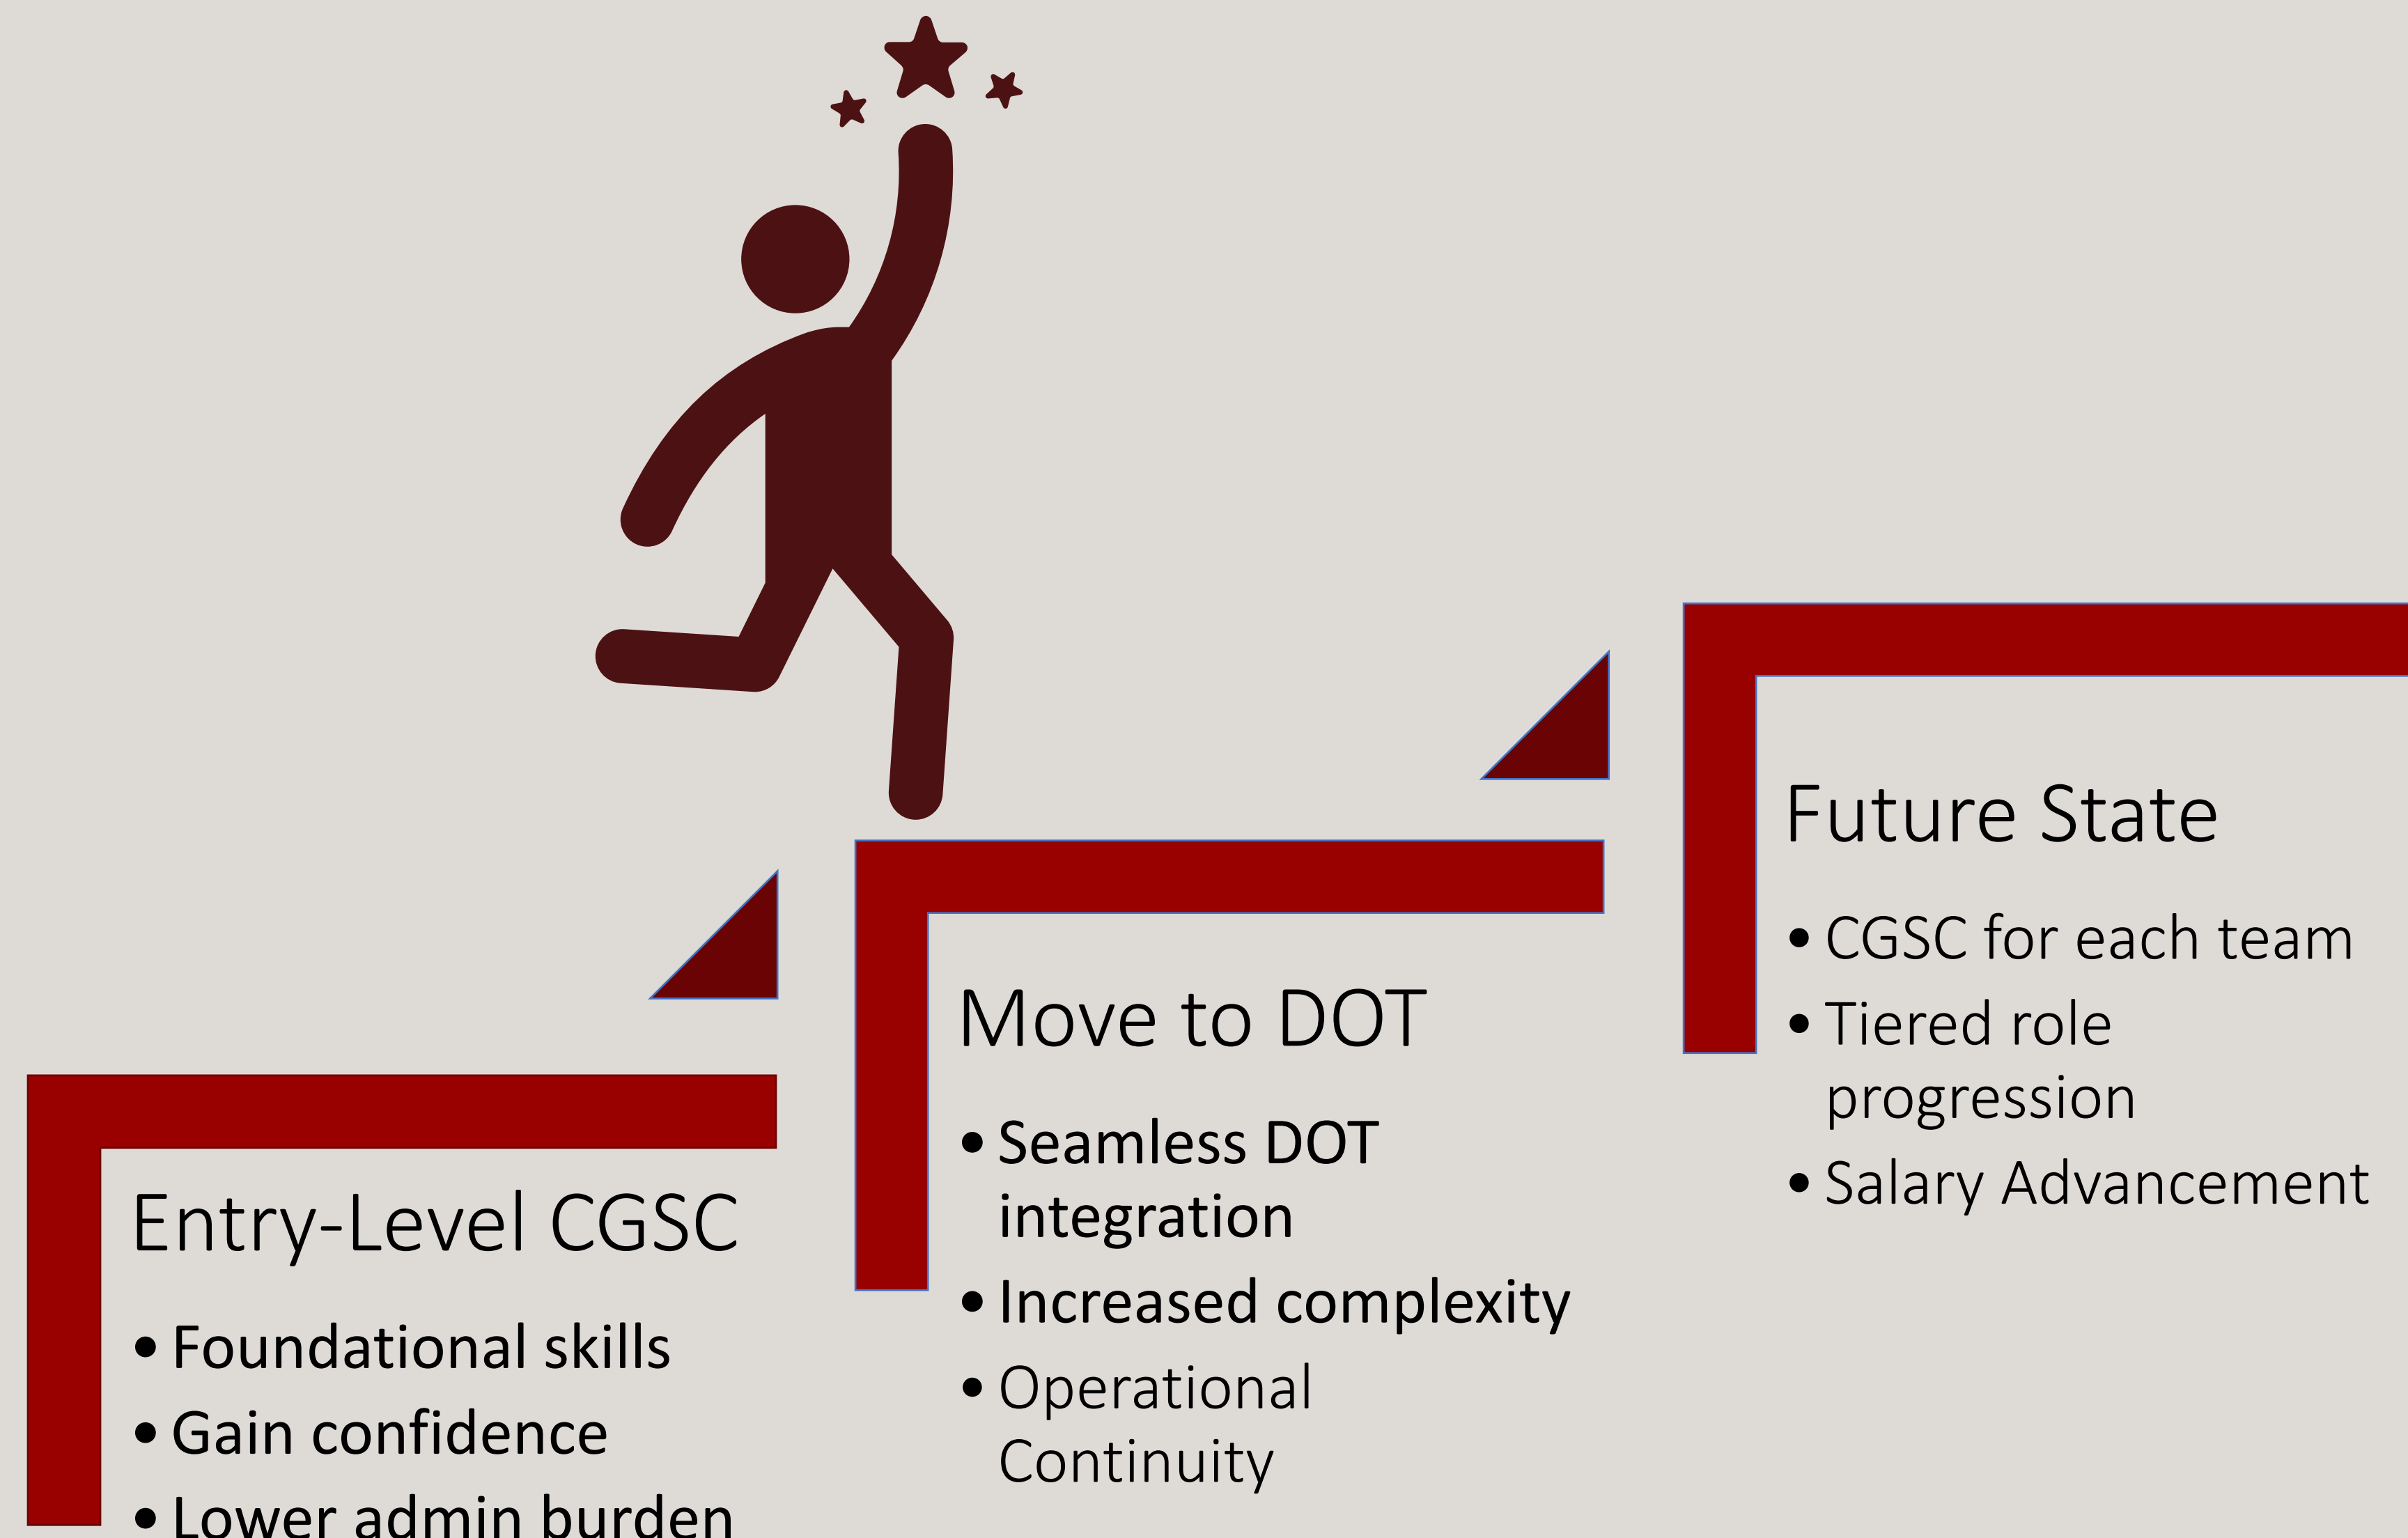 Entry-Level CGSC
• Foundational skills
• Gain confidence
• Lower admin burden
Move to DOT
• Seamless DOT
integration
• Increased complexity
• Operational
Continuity
Future State
• CGSC for each team
• Tiered role
progression
• Salary Advancement